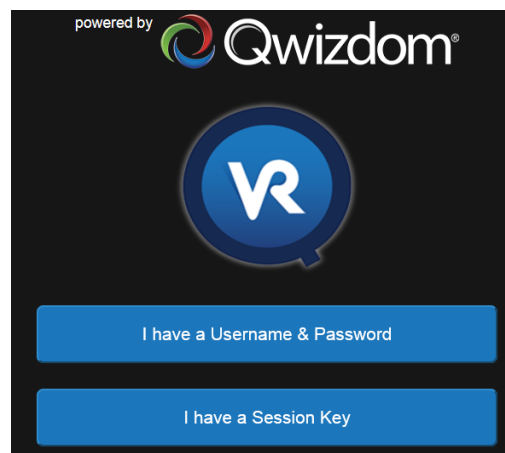 powered by Qwizdom®
VR
I have a Username & Password
I have a Session Key